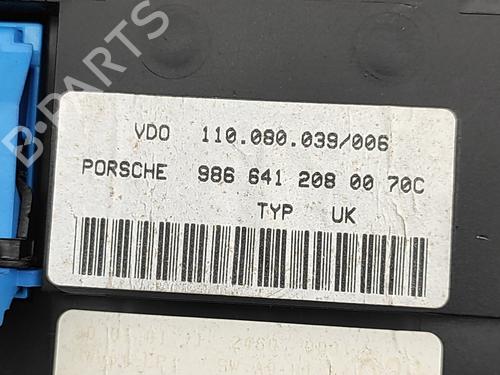 B-PARTS
VDO 110.080.039/006
PORSCHE 986 641 208 00 70C
TYP UK